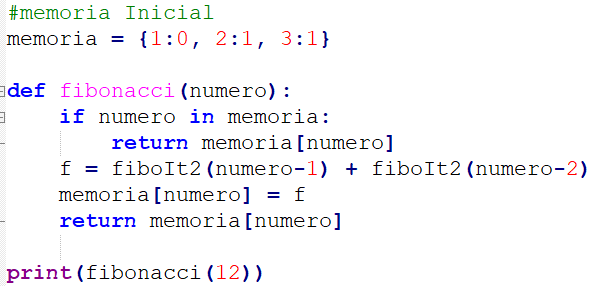 #memoria Inicial
memoria = {1:0, 2:1, 3:1}
def fibonacci(numero):
    if numero in memoria:
        return memoria[numero]
    f = fiboIt2(numero-1) + fiboIt2(numero-2)
    memoria[numero] = f
    return memoria[numero]
print(fibonacci(12))